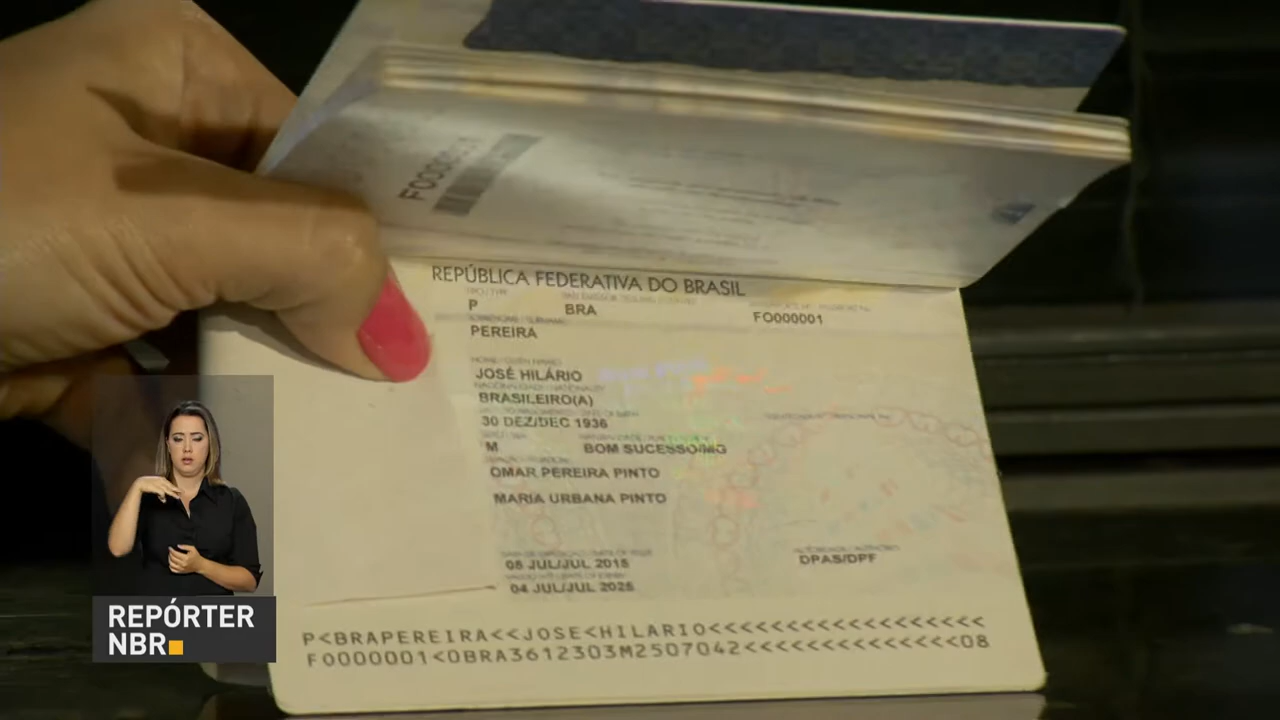 REPÚBLICA FEDERATIVA DO BRASIL
P BRA FO000001
PEREIRA
JOSÉ HILÁRIO
BRASILEIRO(A)
30 DEZ/DEC 1936
M BOM SUCESSO/MG
OMAR PEREIRA PINTO
MARIA URBANA PINTO
08 JUL/JUL 2015
DPAS/DPF
04 JUL/JUL 2025
P<BRAPEREIRA<<JOSE<HILARIO<<<<<<<<<<<<<<<<<<
F0000001<0BRA3612303M2507042<<<<<<<<<<<<<<08
REPÓRTER
NBR